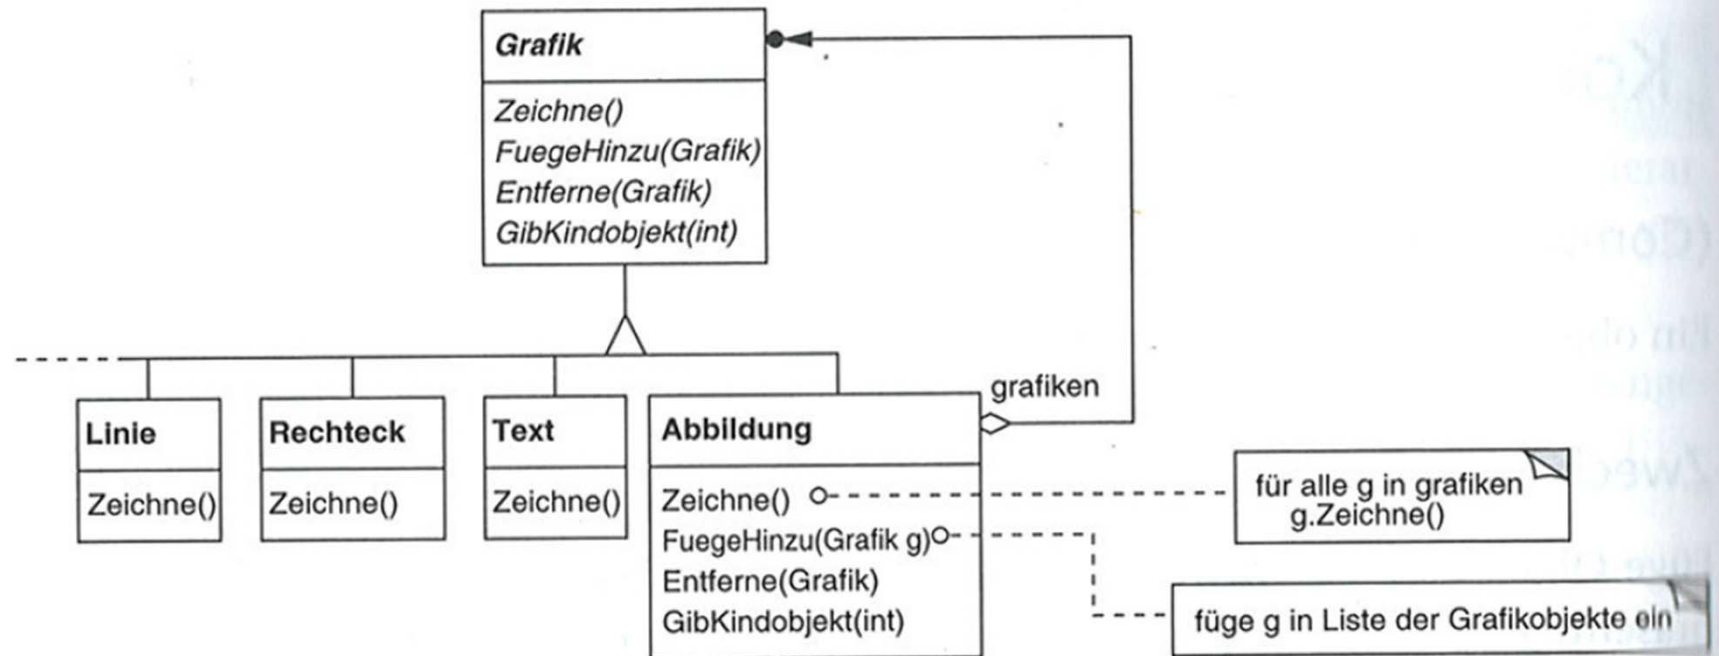 Grafik
Zeichne()
FuegeHinzu(Grafik)
Entferne(Grafik)
GibKindobjekt(int)
grafiken
Linie
Zeichne()
Rechteck
Zeichne()
Text
Zeichne()
Abbildung
Zeichne()
FuegeHinzu(Grafik g)
Entferne(Grafik)
GibKindobjekt(int)
für alle g in grafiken
g.Zeichne()
füge g in Liste der Grafikobjekte ein